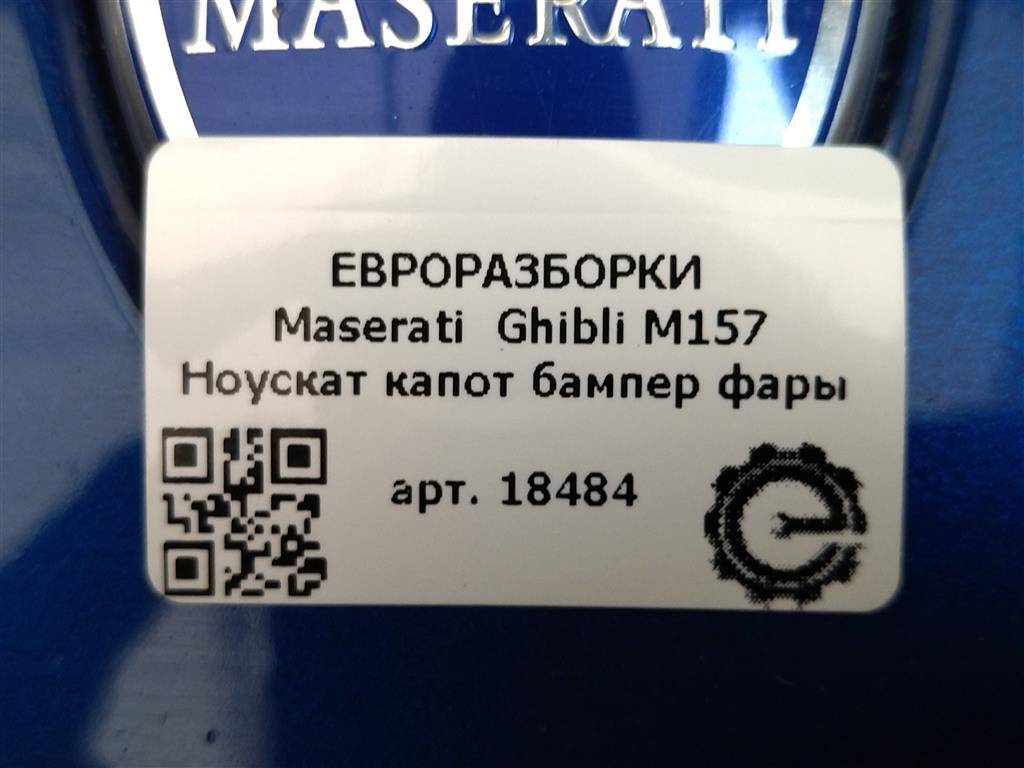 MASERATI
ЕВРОРАЗБОРКИ
Maserati Ghibli M157
Ноускат капот бампер фары
арт. 18484